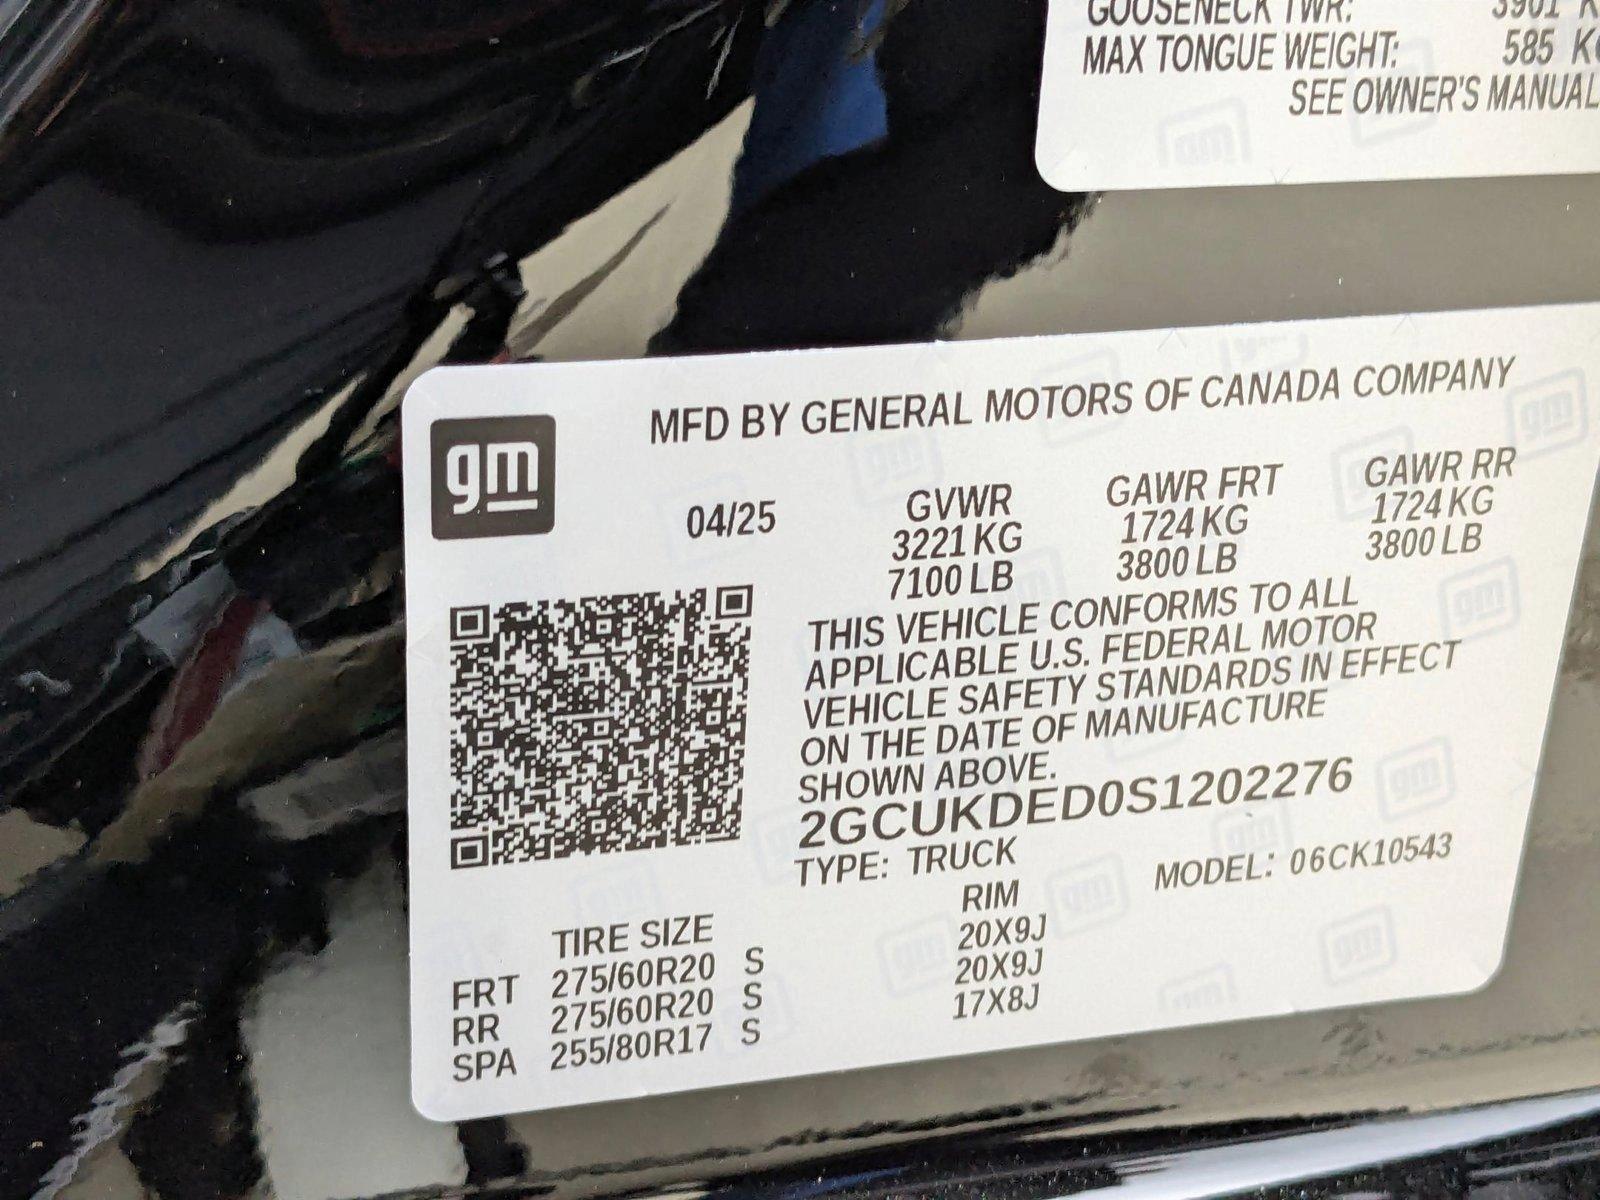 GOOSENECK TWR: 3901 K
MAX TONGUE WEIGHT: 585 KG
SEE OWNER'S MANUAL
gm
MFD BY GENERAL MOTORS OF CANADA COMPANY
04/25 GVWR GAWR FRT GAWR RR
3221 KG 1724 KG 1724 KG
7100 LB 3800 LB 3800 LB
THIS VEHICLE CONFORMS TO ALL
APPLICABLE U.S. FEDERAL MOTOR
VEHICLE SAFETY STANDARDS IN EFFECT
ON THE DATE OF MANUFACTURE
SHOWN ABOVE.
2GCUKDED0S1202276
TYPE: TRUCK MODEL: 06CK10543
TIRE SIZE RIM
FRT 275/60R20 S 20X9J
RR 275/60R20 S 20X9J
SPA 255/80R17 S 17X8J